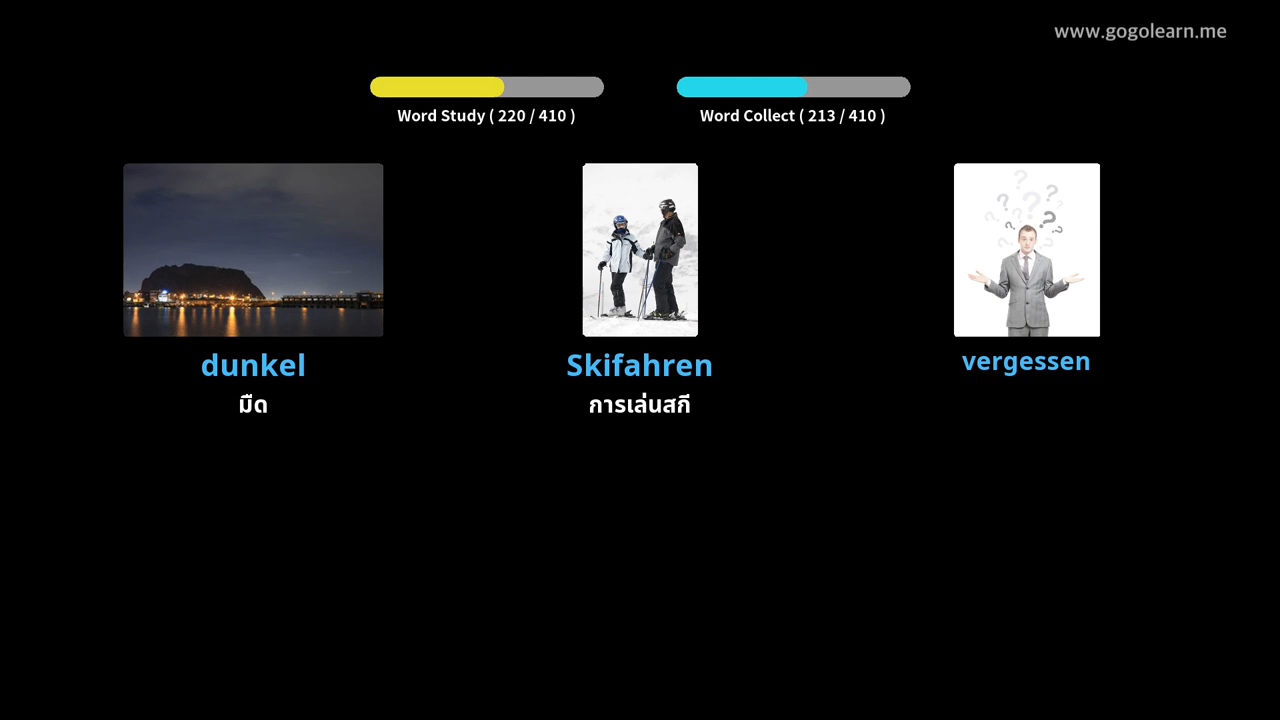 www.gogolearn.me
Word Study ( 220 / 410 )
Word Collect ( 213 / 410 )
dunkel
มืด
Skifahren
การเล่นสกี
vergessen